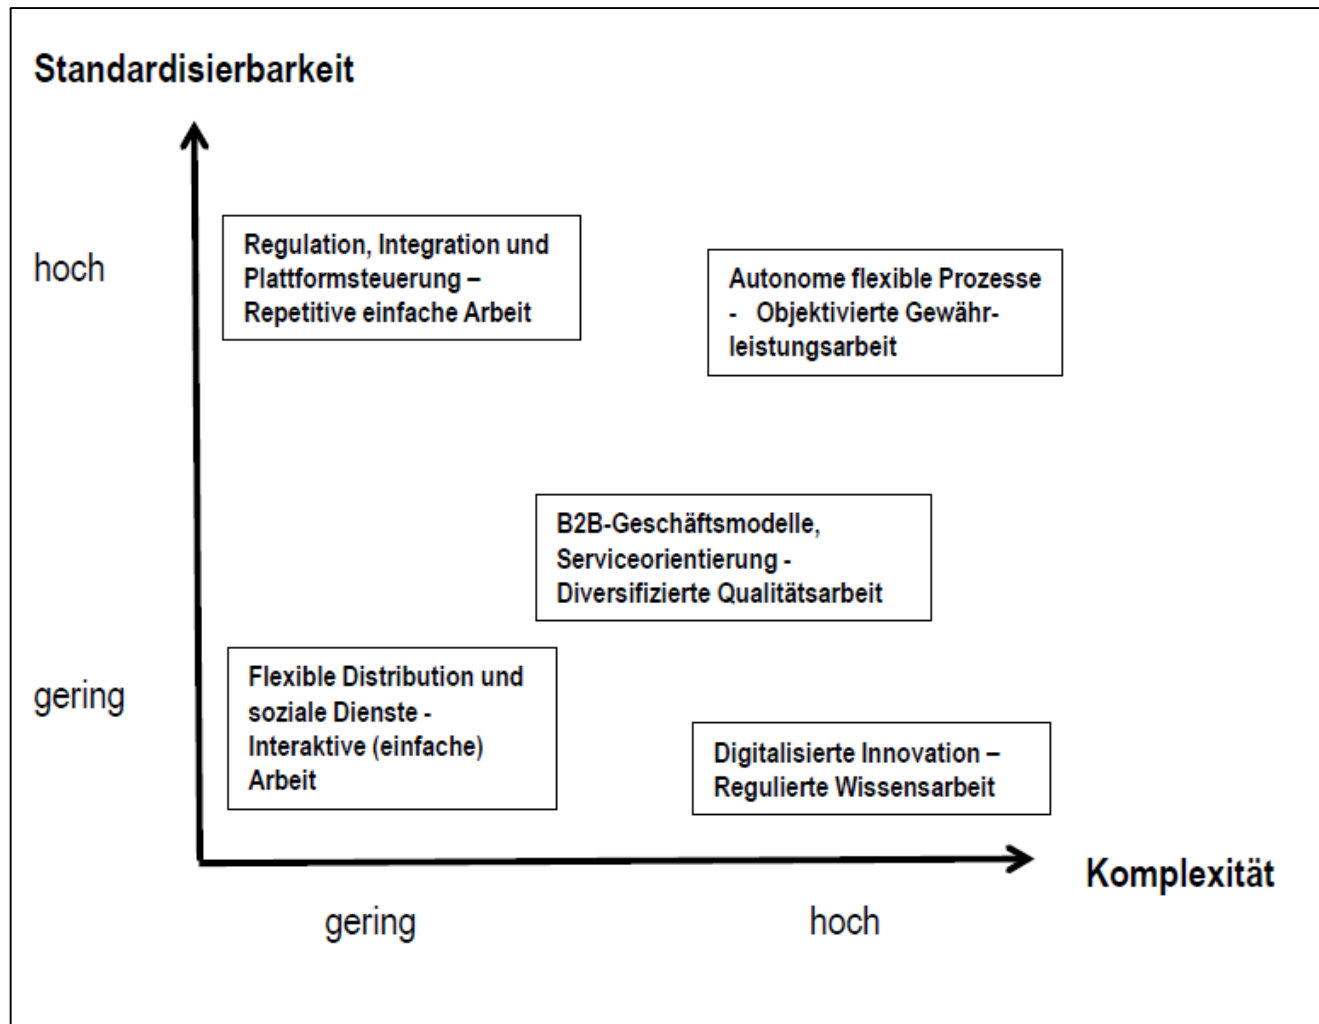 Standardisierbarkeit
hoch
Regulation, Integration und
Plattformsteuerung –
Repetitive einfache Arbeit
Autonome flexible Prozesse
- Objektivierte Gewähr-
leistungsarbeit
B2B-Geschäftsmodelle,
Serviceorientierung -
Diversifizierte Qualitätsarbeit
gering
Flexible Distribution und
soziale Dienste -
Interaktive (einfache)
Arbeit
Digitalisierte Innovation –
Regulierte Wissensarbeit
Komplexität
gering
hoch